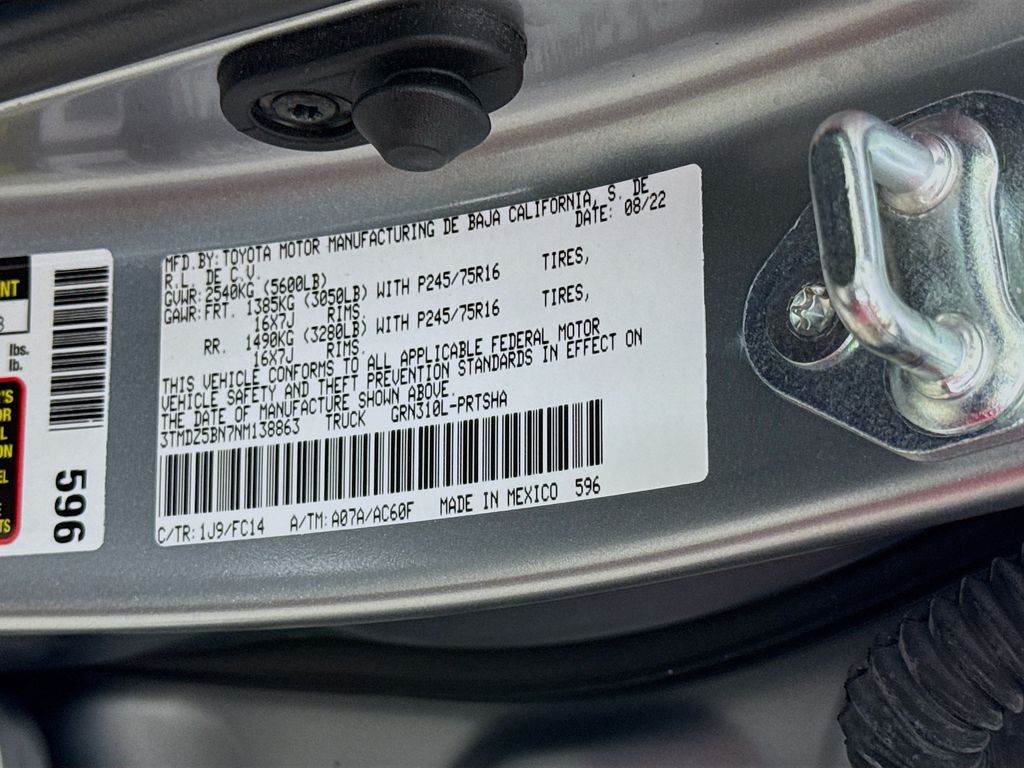 MFD.BY:TOYOTA MOTOR MANUFACTURING DE BAJA CALIFORNIA, S. DE
R.L. DE C.V. DATE: 08/22
GVWR:2540KG (5600LB)
GAWR:FRT. 1385KG (3050LB) WITH P245/75R16 TIRES,
16X7J RIMS.
RR. 1490KG (3280LB) WITH P245/75R16 TIRES,
16X7J RIMS.
THIS VEHICLE CONFORMS TO ALL APPLICABLE FEDERAL MOTOR
VEHICLE SAFETY AND THEFT PREVENTION STANDARDS IN EFFECT ON
THE DATE OF MANUFACTURE SHOWN ABOVE.
3TMDZ5BN7NM138863 TRUCK GRN310L-PRTSHA
C/TR:1J9/FC14 A/TM:A07A/AC60F MADE IN MEXICO 596
lbs.
lb.
596